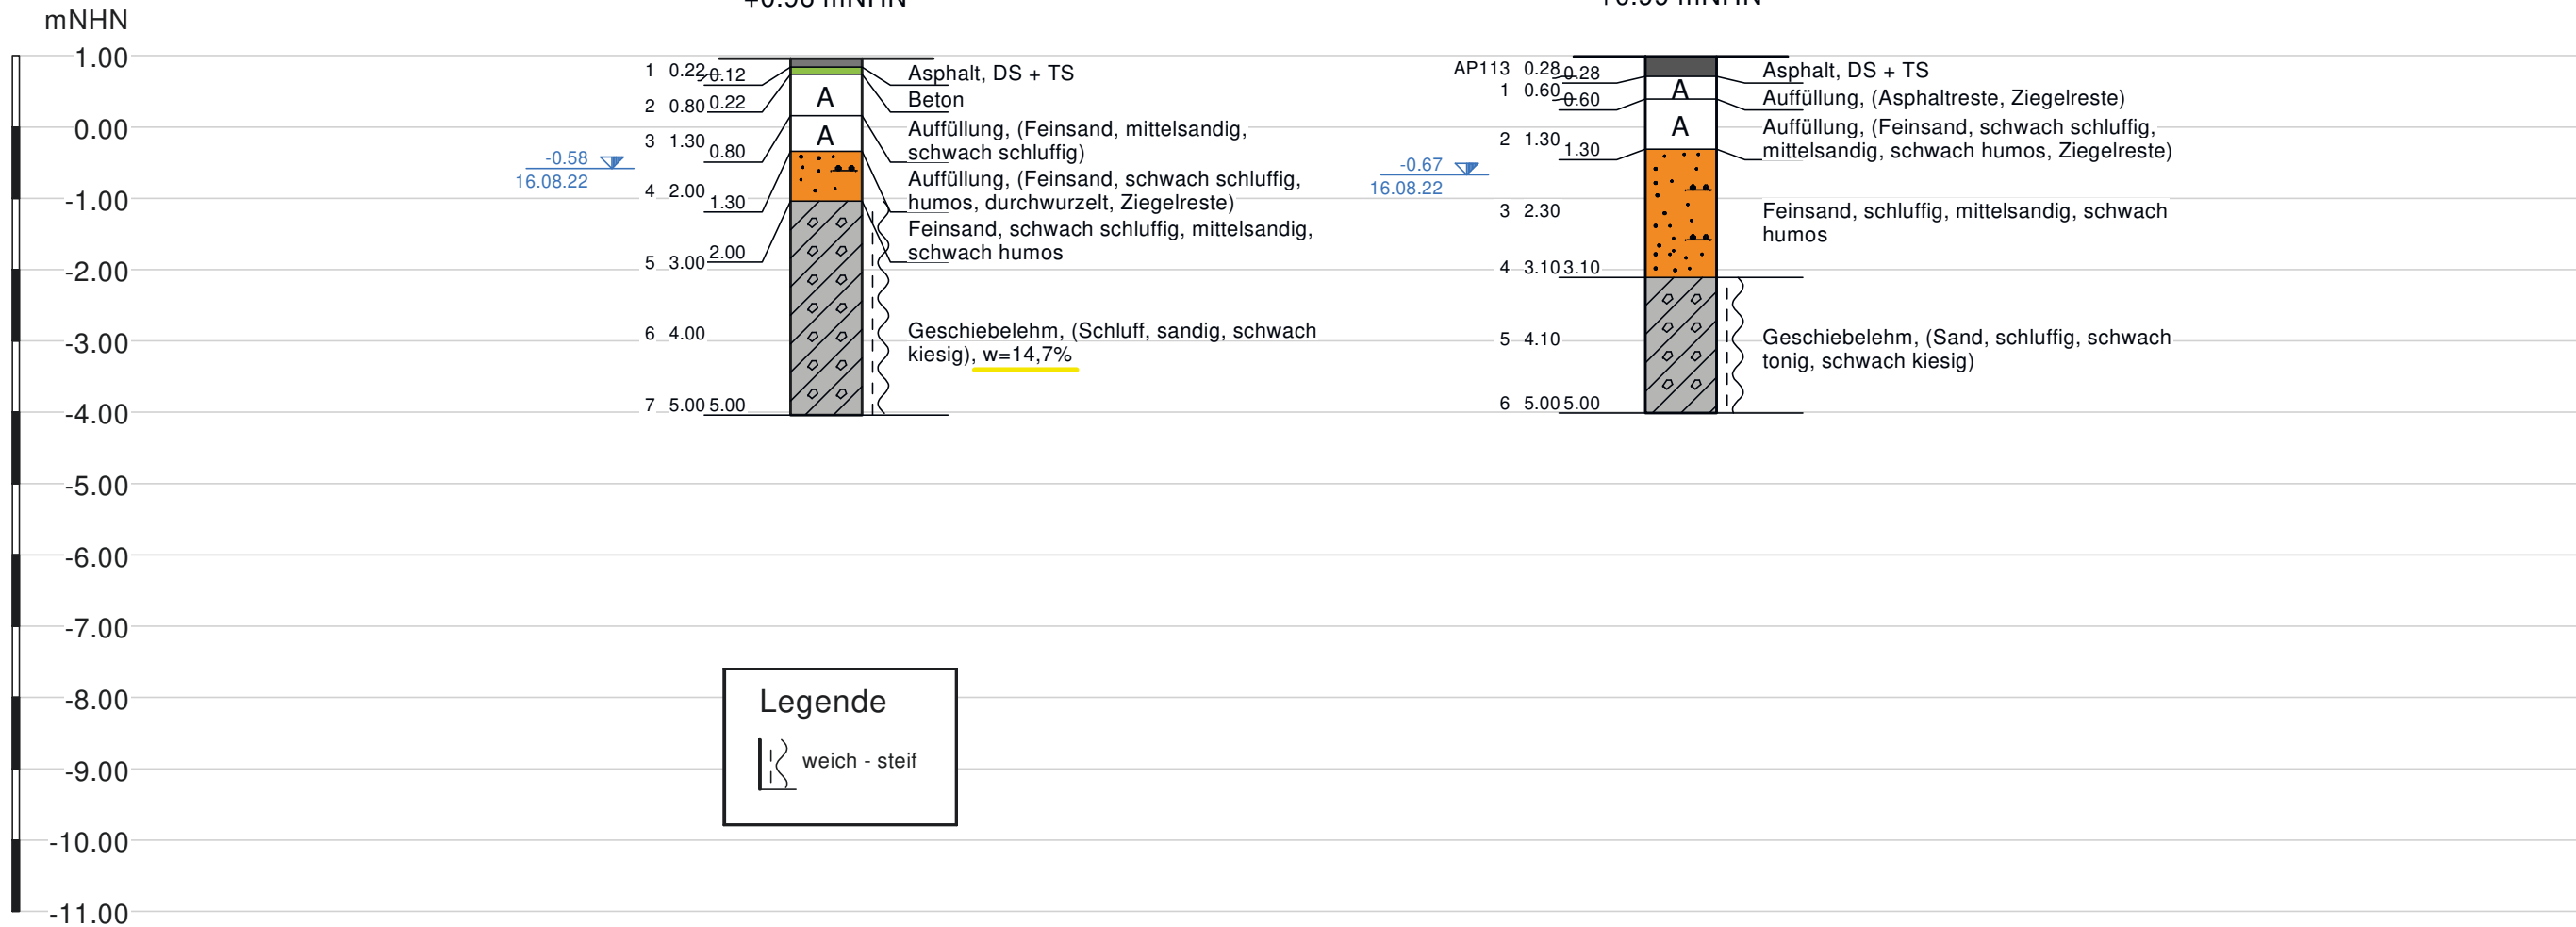 mNHN
1.00
0.00
-1.00
-2.00
-3.00
-4.00
-5.00
-6.00
-7.00
-8.00
-9.00
-10.00
-11.00
1 0.22 0.12
2 0.80 0.22
3 1.30 0.80
4 2.00 1.30
5 3.00 2.00
6 4.00
7 5.00 5.00
-0.58
16.08.22
A
A
Asphalt, DS + TS
Beton
Auffüllung, (Feinsand, mittelsandig,
schwach schluffig)
Auffüllung, (Feinsand, schwach schluffig,
humos, durchwurzelt, Ziegelreste)
Feinsand, schwach schluffig, mittelsandig,
schwach humos
Geschiebelehm, (Schluff, sandig, schwach
kiesig), w=14,7%
AP113 0.28 0.28
1 0.60 0.60
2 1.30 1.30
3 2.30
4 3.10 3.10
5 4.10
6 5.00 5.00
-0.67
16.08.22
A
A
Asphalt, DS + TS
Auffüllung, (Asphaltreste, Ziegelreste)
Auffüllung, (Feinsand, schwach schluffig,
mittelsandig, schwach humos, Ziegelreste)
Feinsand, schluffig, mittelsandig, schwach
humos
Geschiebelehm, (Sand, schluffig, schwach
tonig, schwach kiesig)
Legende
weich - steif